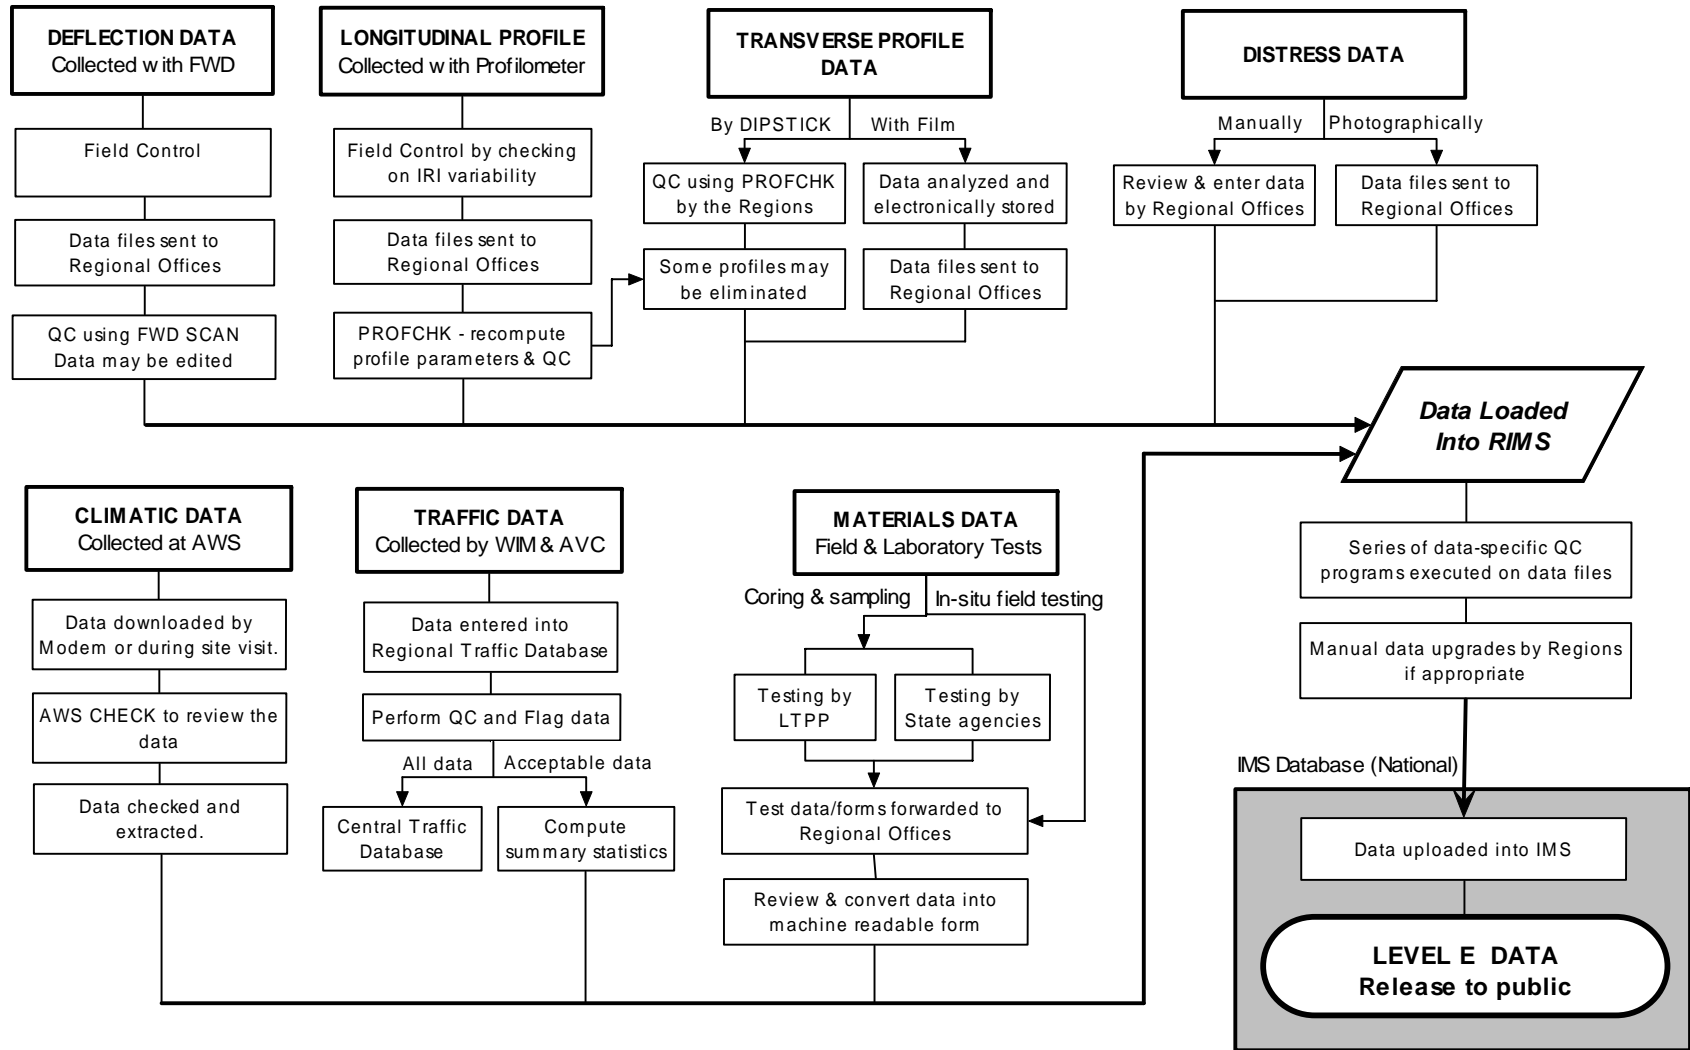 DEFLECTION DATA
Collected with FWD
Field Control
Data files sent to
Regional Offices
QC using FWD SCAN
Data may be edited
LONGITUDINAL PROFILE
Collected with Profilometer
Field Control by checking
on IRI variability
Data files sent to
Regional Offices
PROFCHK - recompute
profile parameters & QC
TRANSVERSE PROFILE
DATA
By DIPSTICK
With Film
QC using PROFCHK
by the Regions
Some profiles may
be eliminated
Data analyzed and
electronically stored
Data files sent to
Regional Offices
DISTRESS DATA
Manually
Photographically
Review & enter data
by Regional Offices
Data files sent to
Regional Offices
Data Loaded
Into RIMS
CLIMATIC DATA
Collected at AWS
Data downloaded by
Modem or during site visit.
AWS CHECK to review the
data
Data checked and
extracted.
TRAFFIC DATA
Collected by WIM & AVC
Data entered into
Regional Traffic Database
Perform QC and Flag data
All data
Acceptable data
Central Traffic
Database
Compute
summary statistics
MATERIALS DATA
Field & Laboratory Tests
Coring & sampling
In-situ field testing
Testing by
LTPP
Testing by
State agencies
Test data/forms forwarded to
Regional Offices
Review & convert data into
machine readable form
Series of data-specific QC
programs executed on data files
Manual data upgrades by Regions
if appropriate
IMS Database (National)
Data uploaded into IMS
LEVEL E DATA
Release to public